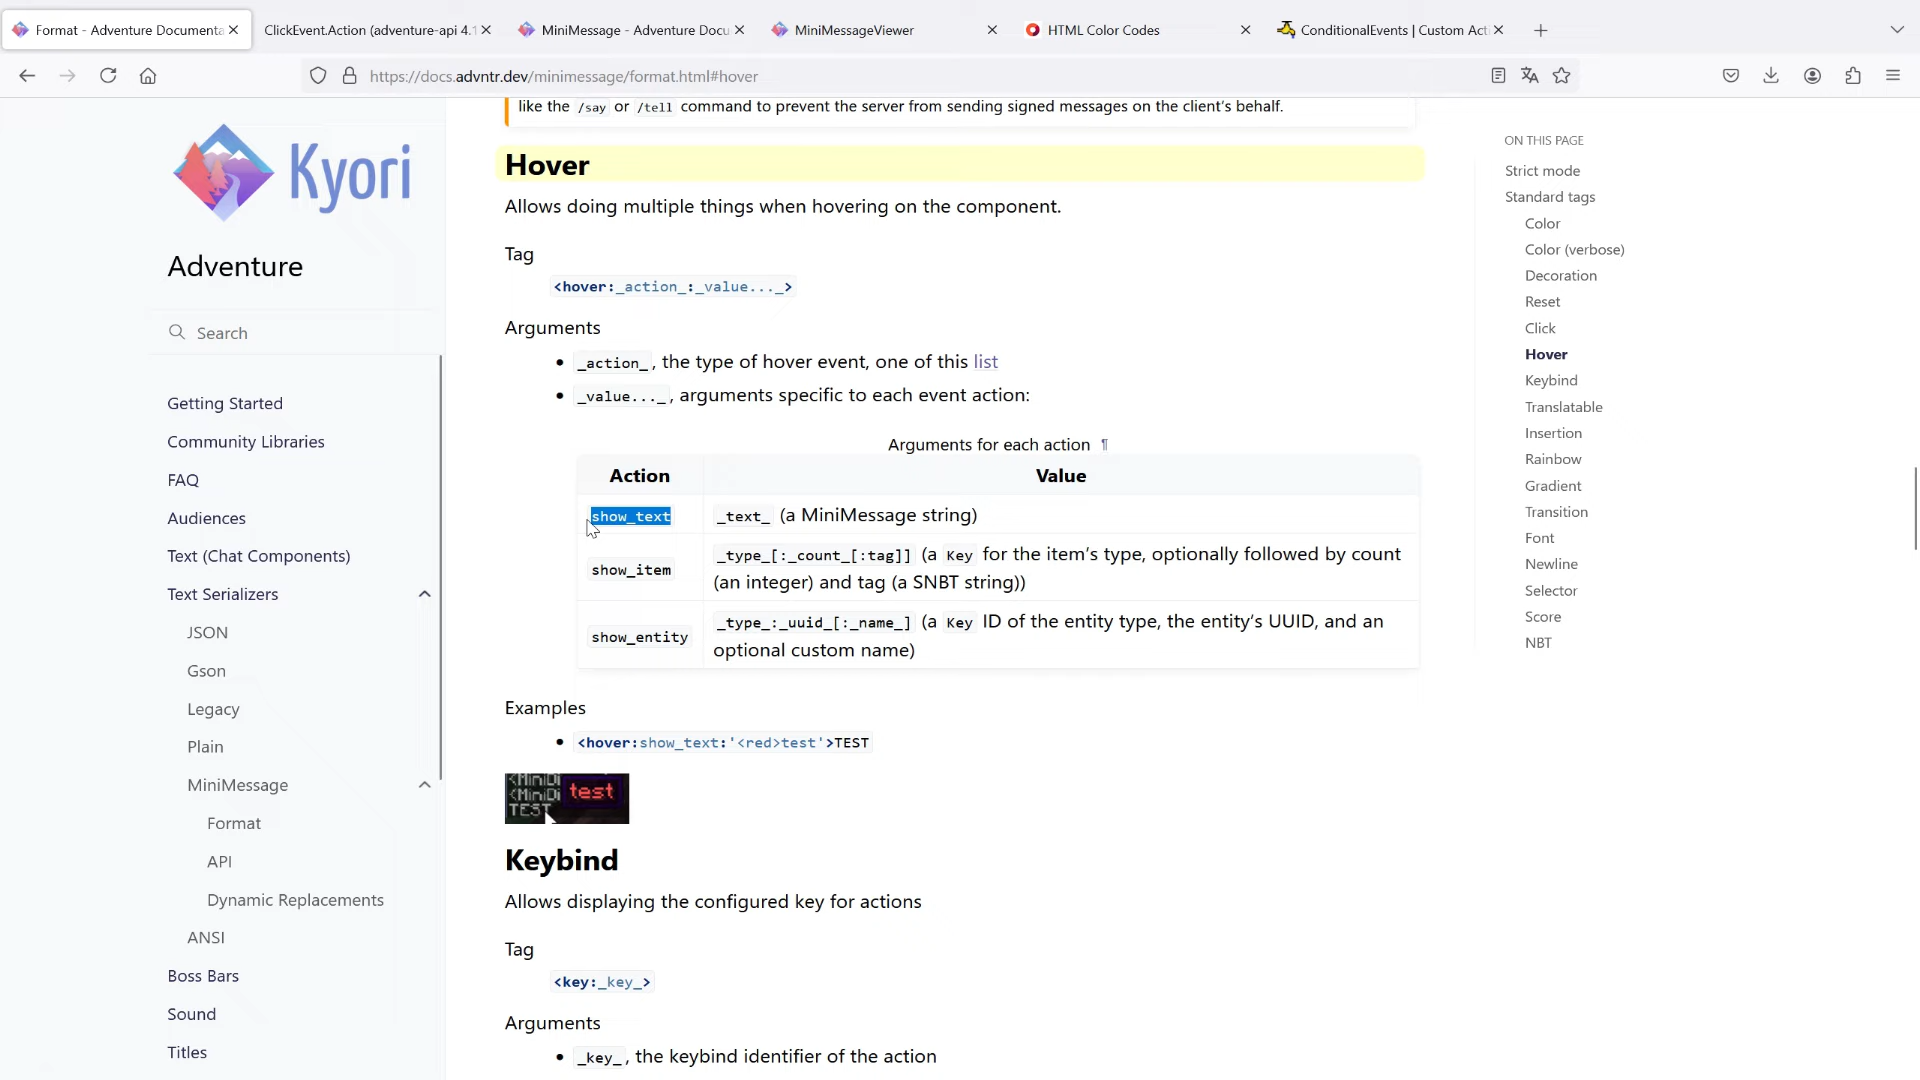 Format - Adventure Documenta
ClickEvent.Action (adventure-api 4.1
MiniMessage - Adventure Docu
MiniMessageViewer
HTML Color Codes
ConditionalEvents | Custom Acti
https://docs.advntr.dev/minimessage/format.html#hover
Kyori
Adventure
Search
Getting Started
Community Libraries
FAQ
Audiences
Text (Chat Components)
Text Serializers
JSON
Gson
Legacy
Plain
MiniMessage
Format
API
Dynamic Replacements
ANSI
Boss Bars
Sound
Titles
like the /say or /tell command to prevent the server from sending signed messages on the client's behalf.
Hover
Allows doing multiple things when hovering on the component.
Tag
<hover:_action_:_value..._>
Arguments
• _action_, the type of hover event, one of this list
• _value..._, arguments specific to each event action:
Arguments for each action ¶
Action Value
show_text _text_ (a MiniMessage string)
show_item _type_[:_count_[:tag]] (a Key for the item's type, optionally followed by count
(an integer) and tag (a SNBT string))
show_entity _type_:_uuid_[:_name_] (a Key ID of the entity type, the entity's UUID, and an
optional custom name)
Examples
• <hover:show_text:'<red>test'>TEST
<MiniDi
<MiniDi test
TEST
Keybind
Allows displaying the configured key for actions
Tag
<key:_key_>
Arguments
• _key_, the keybind identifier of the action
ON THIS PAGE
Strict mode
Standard tags
Color
Color (verbose)
Decoration
Reset
Click
Hover
Keybind
Translatable
Insertion
Rainbow
Gradient
Transition
Font
Newline
Selector
Score
NBT